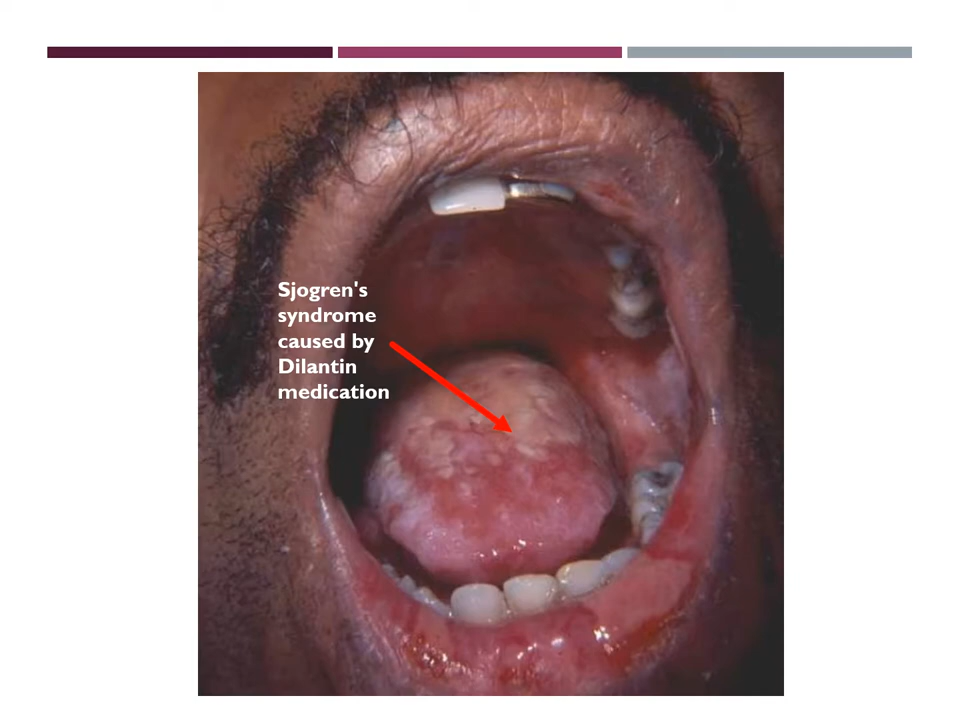 Sjogren's
syndrome
caused by
Dilantin
medication